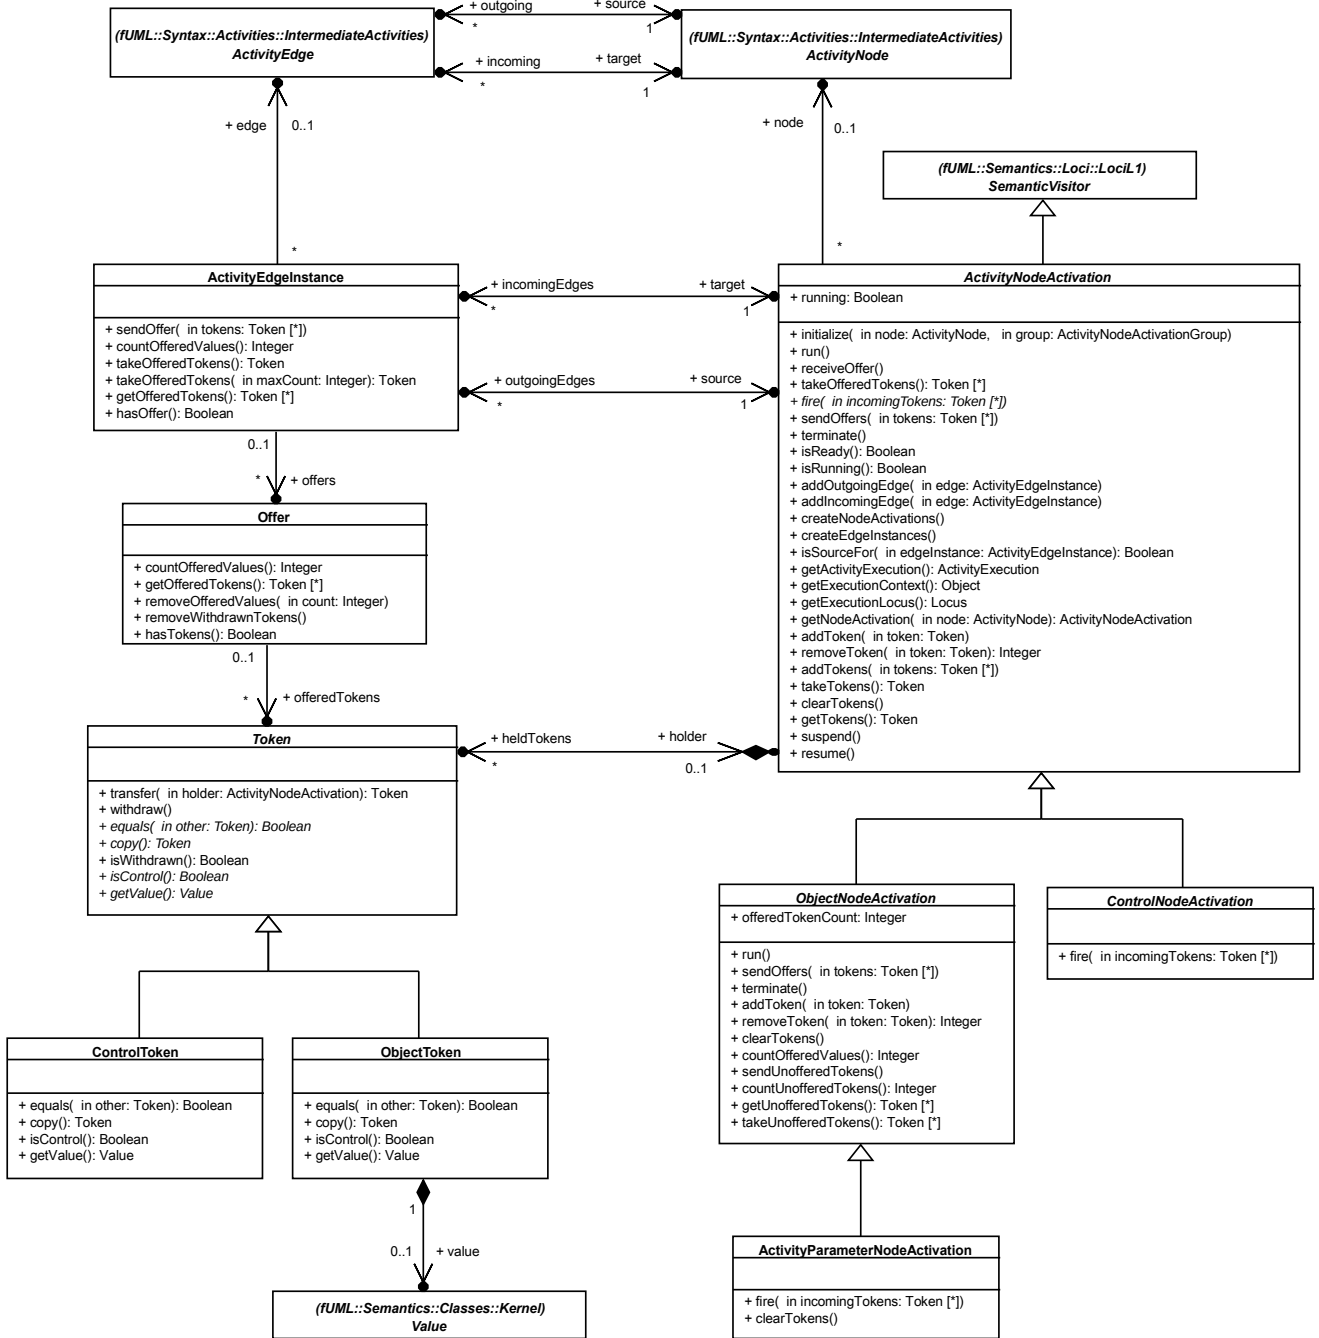 + outgoing
+ source
*
1
(fUML::Syntax::Activities::IntermediateActivities)
ActivityEdge
(fUML::Syntax::Activities::IntermediateActivities)
ActivityNode
+ incoming
+ target
*
1
+ edge
0..1
+ node
0..1
(fUML::Semantics::Loci::LociL1)
SemanticVisitor
*
*
ActivityEdgeInstance
+ sendOffer(  in tokens: Token [*])
+ countOfferedValues(): Integer
+ takeOfferedTokens(): Token
+ takeOfferedTokens(  in maxCount: Integer): Token
+ getOfferedTokens(): Token [*]
+ hasOffer(): Boolean
+ incomingEdges
+ target
*
1
+ outgoingEdges
+ source
*
1
ActivityNodeActivation
+ running: Boolean
+ initialize(  in node: ActivityNode,   in group: ActivityNodeActivationGroup)
+ run()
+ receiveOffer()
+ takeOfferedTokens(): Token [*]
+ fire(  in incomingTokens: Token [*])
+ sendOffers(  in tokens: Token [*])
+ terminate()
+ isReady(): Boolean
+ isRunning(): Boolean
+ addOutgoingEdge(  in edge: ActivityEdgeInstance)
+ addIncomingEdge(  in edge: ActivityEdgeInstance)
+ createNodeActivations()
+ createEdgeInstances()
+ isSourceFor(  in edgeInstance: ActivityEdgeInstance): Boolean
+ getActivityExecution(): ActivityExecution
+ getExecutionContext(): Object
+ getExecutionLocus(): Locus
+ getNodeActivation(  in node: ActivityNode): ActivityNodeActivation
+ addToken(  in token: Token)
+ removeToken(  in token: Token): Integer
+ addTokens(  in tokens: Token [*])
+ takeTokens(): Token
+ clearTokens()
+ getTokens(): Token
+ suspend()
+ resume()
0..1
*
+ offers
Offer
+ countOfferedValues(): Integer
+ getOfferedTokens(): Token [*]
+ removeOfferedValues(  in count: Integer)
+ removeWithdrawnTokens()
+ hasTokens(): Boolean
0..1
*
+ offeredTokens
Token
+ transfer(  in holder: ActivityNodeActivation): Token
+ withdraw()
+ equals(  in other: Token): Boolean
+ copy(): Token
+ isWithdrawn(): Boolean
+ isControl(): Boolean
+ getValue(): Value
+ heldTokens
+ holder
*
0..1
ObjectNodeActivation
+ offeredTokenCount: Integer
+ run()
+ sendOffers(  in tokens: Token [*])
+ terminate()
+ addToken(  in token: Token)
+ removeToken(  in token: Token): Integer
+ clearTokens()
+ countOfferedValues(): Integer
+ sendUnofferedTokens()
+ countUnofferedTokens(): Integer
+ getUnofferedTokens(): Token [*]
+ takeUnofferedTokens(): Token [*]
ControlNodeActivation
+ fire(  in incomingTokens: Token [*])
ControlToken
+ equals(  in other: Token): Boolean
+ copy(): Token
+ isControl(): Boolean
+ getValue(): Value
ObjectToken
+ equals(  in other: Token): Boolean
+ copy(): Token
+ isControl(): Boolean
+ getValue(): Value
1
0..1
+ value
(fUML::Semantics::Classes::Kernel)
Value
ActivityParameterNodeActivation
+ fire(  in incomingTokens: Token [*])
+ clearTokens()